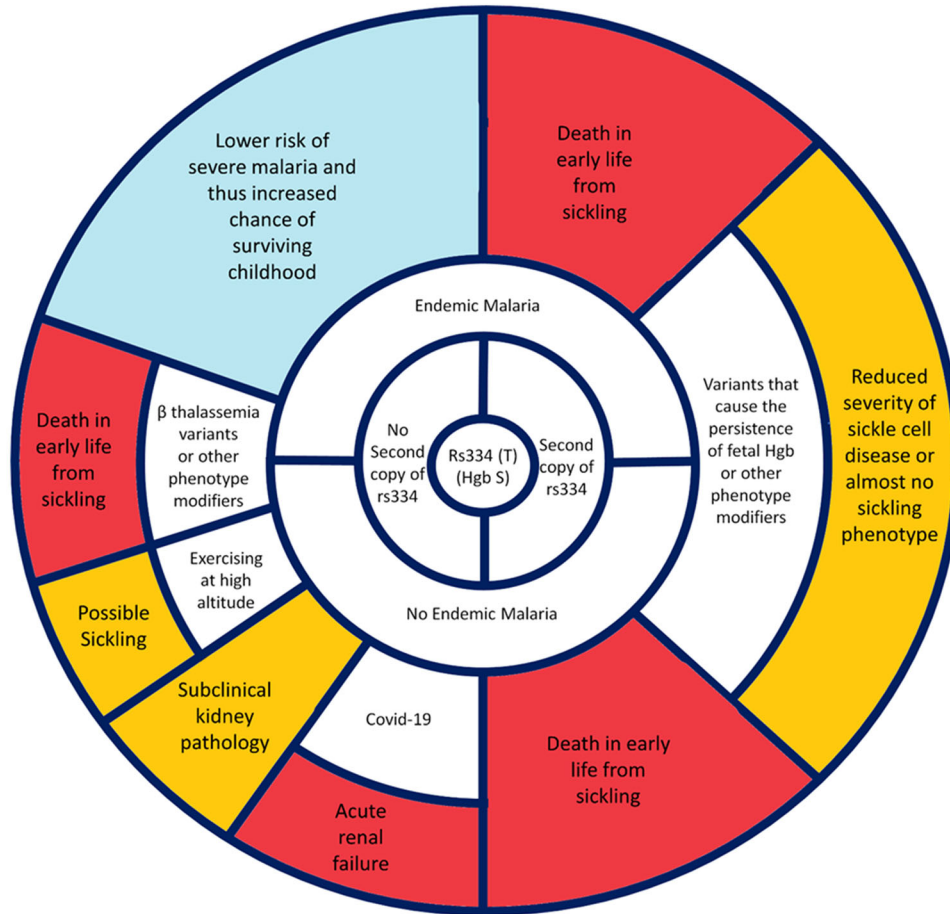 Lower risk of
severe malaria and
thus increased
chance of
surviving
childhood
Death in
early life
from
sickling
Endemic Malaria
Variants that
cause the
persistence
of fetal Hgb
or other
phenotype
modifiers
Reduced
severity of
sickle cell
disease or
almost no
sickling
phenotype
Death in
early life
from
sickling
β thalassemia
variants
or other
phenotype
modifiers
No
Second
copy of
rs334
Rs334 (T)
(Hgb S)
Second
copy of
rs334
Exercising
at high
altitude
Possible
Sickling
No Endemic Malaria
Subclinical
kidney
pathology
Covid-19
Death in early
life from
sickling
Acute
renal
failure